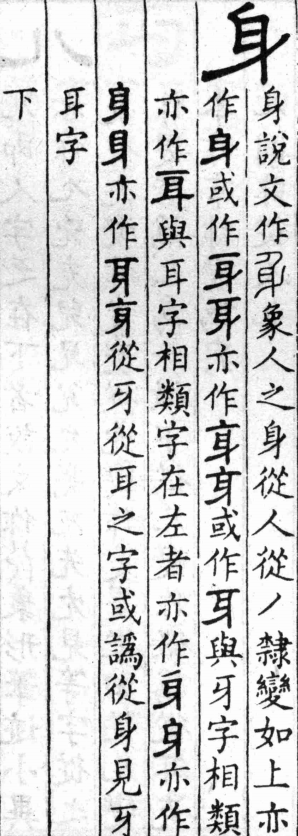 身
身說文作𨈑象人之身從人從丿隸變如上亦
作身或作耳耳亦作身身或作耳與牙字相類
亦作耳與耳字相類字在左者亦作身身亦作
身身亦作耳身從牙從耳之字或譌從身見牙
耳字
下